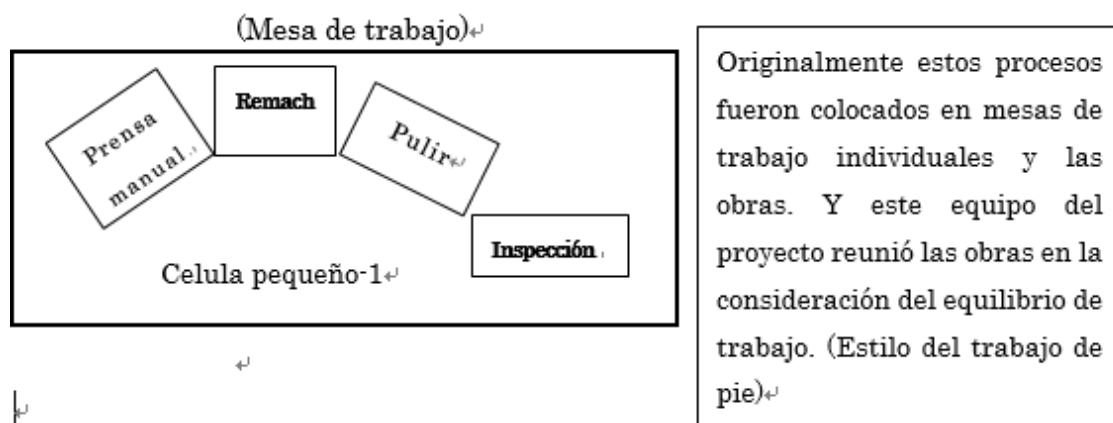 (Mesa de trabajo)
Prensa
manual
Remach
Pulir
Inspección
Celula pequeño-1
Originalmente estos procesos
fueron colocados en mesas de
trabajo individuales y las
obras. Y este equipo del
proyecto reunió las obras en la
consideración del equilibrio de
trabajo. (Estilo del trabajo de
pie)